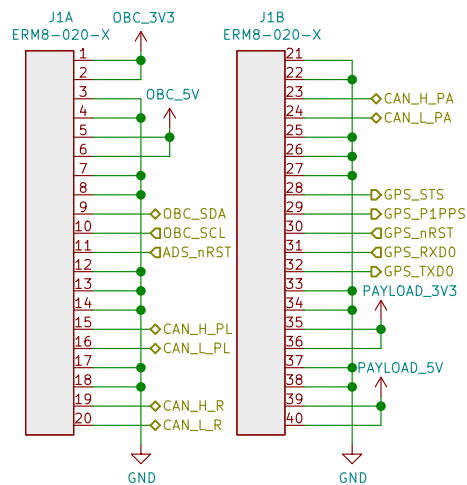 J1A
ERM8-020-X
OBC_3V3
1
2
3
4
OBC_5V
5
6
7
8
9 OBC_SDA
10 OBC_SCL
11 ADS_nRST
12
13
14
15 CAN_H_PL
16 CAN_L_PL
17
18
19 CAN_H_R
20 CAN_L_R
GND
J1B
ERM8-020-X
21
22
23 CAN_H_PA
24 CAN_L_PA
25
26
27
28 GPS_STS
29 GPS_P1PPS
30 GPS_nRST
31 GPS_RXD0
32 GPS_TXD0
33 PAYLOAD_3V3
34
35
36
37 PAYLOAD_5V
38
39
40
GND